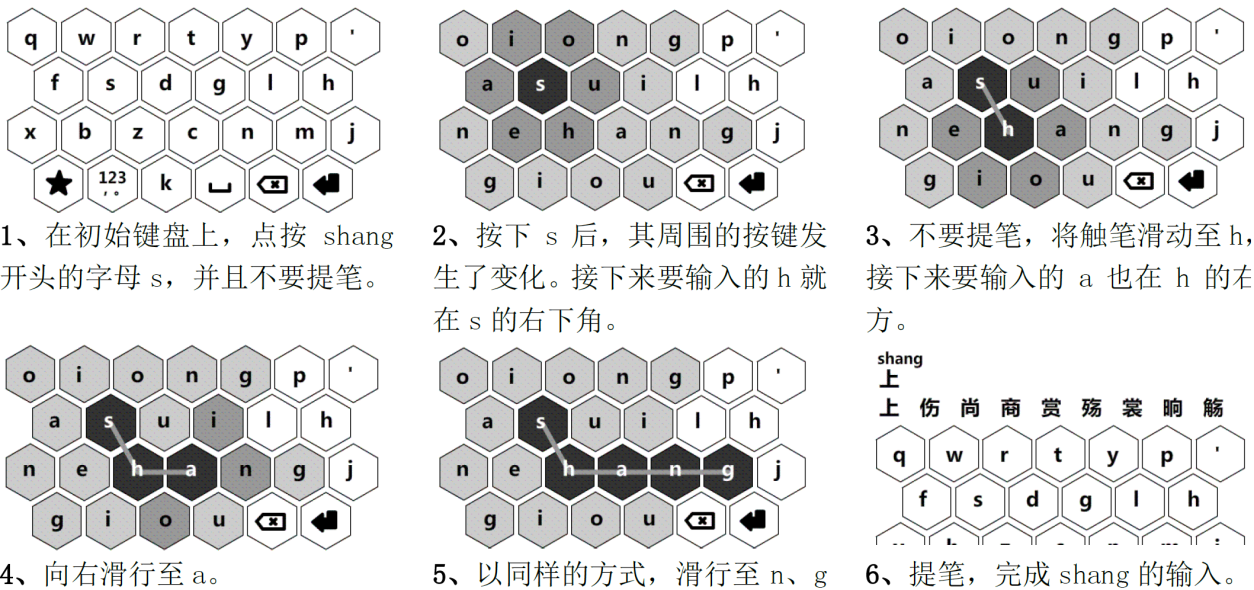 q w r t y p '
f s d g l h
x b z c n m j
123 ，。 k
1、在初始键盘上，点按 shang
开头的字母 s，并且不要提笔。
o i o n g p '
a s u i l h
n e h a n g j
g i o u
2、按下 s 后，其周围的按键发
生了变化。接下来要输入的 h 就
在 s 的右下角。
o i o n g p '
a s u i l h
n e h a n g j
g i o u
3、不要提笔，将触笔滑动至 h，
接下来要输入的 a 也在 h 的右
方。
o i o n g p '
a s u i l h
n e h a n g j
g i o u
4、向右滑行至 a。
o i o n g p '
a s u i l h
n e h a n g j
g i o u
5、以同样的方式，滑行至 n、g
shang
上
上 伤 尚 商 赏 殇 裳 晌 觞
q w r t y p '
f s d g l h
6、提笔，完成 shang 的输入。